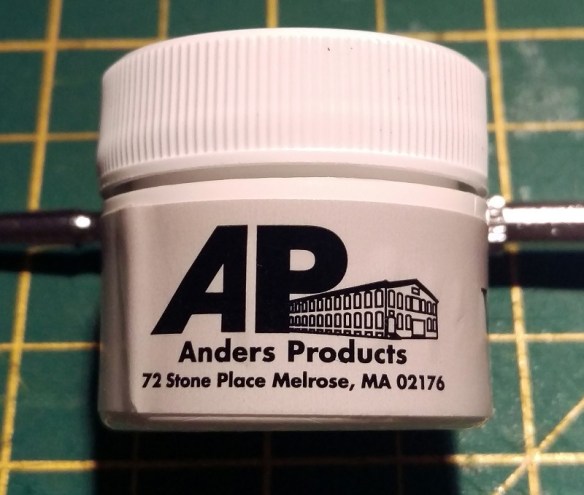 AP
Anders Products
72 Stone Place Melrose, MA 02176